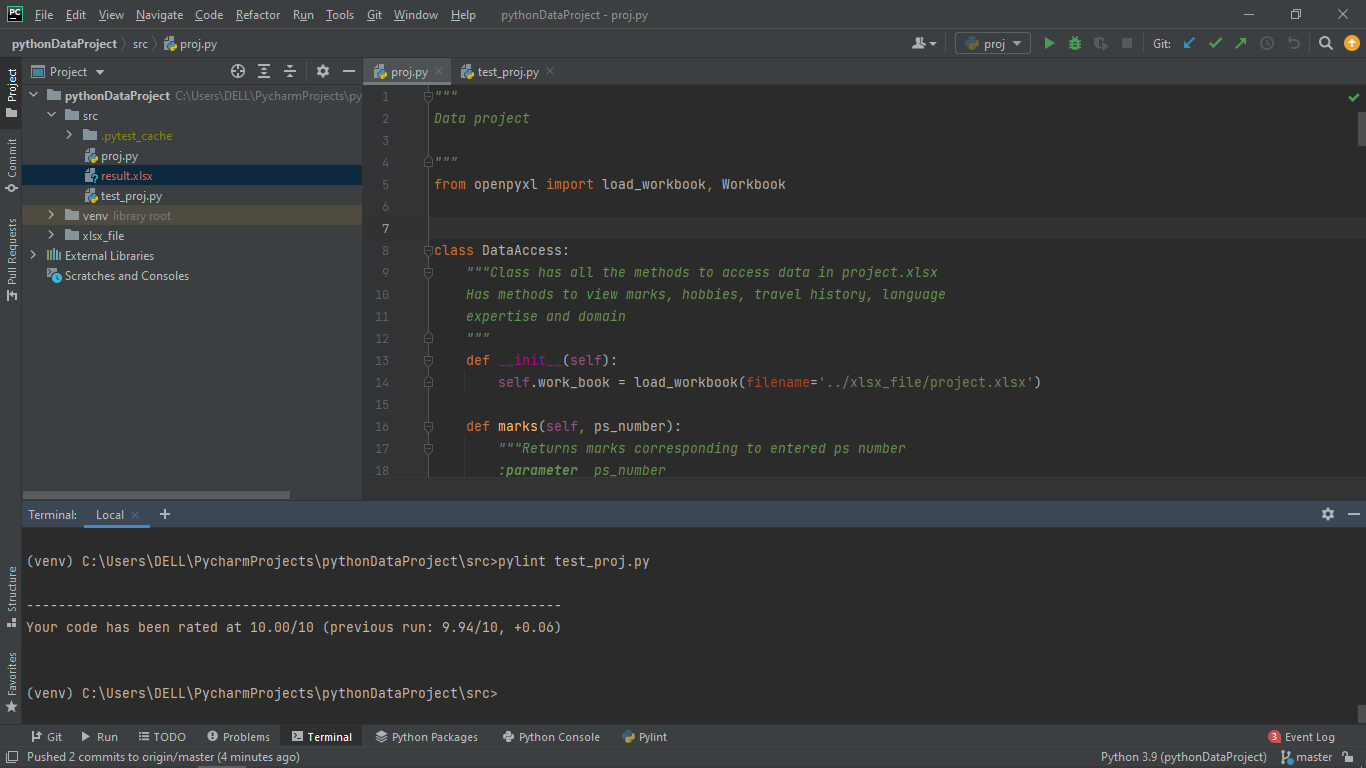 PC File Edit View Navigate Code Refactor Run Tools Git Window Help pythonDataProject - proj.py
pythonDataProject src proj.py proj Git:
Project
proj.py test_proj.py
Project
Commit
Pull Requests
Structure
Favorites
pythonDataProject C:\Users\DELL\PycharmProjects\py
src
.pytest_cache
proj.py
result.xlsx
test_proj.py
venv library root
xlsx_file
External Libraries
Scratches and Consoles
1 """
2 Data project
3
4 """
5 from openpyxl import load_workbook, Workbook
6
7
8 class DataAccess:
9 """Class has all the methods to access data in project.xlsx
10 Has methods to view marks, hobbies, travel history, language
11 expertise and domain
12 """
13 def __init__(self):
14 self.work_book = load_workbook(filename='../xlsx_file/project.xlsx')
15
16 def marks(self, ps_number):
17 """Returns marks corresponding to entered ps number
18 :parameter ps_number
Terminal: Local
(venv) C:\Users\DELL\PycharmProjects\pythonDataProject\src>pylint test_proj.py
-------------------------------------------------------------------
Your code has been rated at 10.00/10 (previous run: 9.94/10, +0.06)
(venv) C:\Users\DELL\PycharmProjects\pythonDataProject\src>
Git Run TODO Problems Terminal Python Packages Python Console Pylint 3 Event Log
Pushed 2 commits to origin/master (4 minutes ago) Python 3.9 (pythonDataProject) master